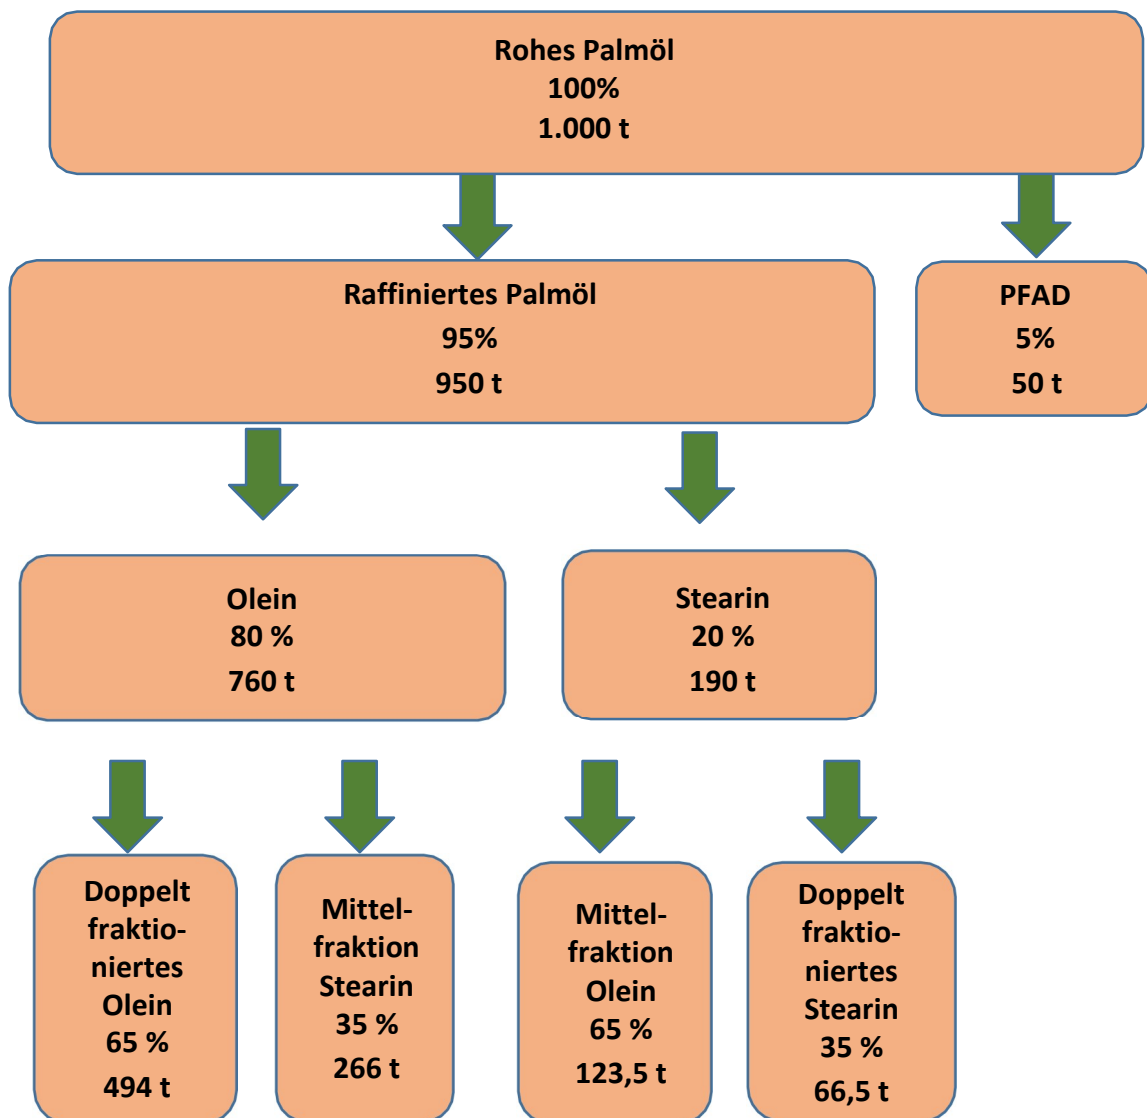 Rohes Palmöl
100%
1.000 t
Raffiniertes Palmöl
95%
950 t
PFAD
5%
50 t
Olein
80 %
760 t
Stearin
20 %
190 t
Doppelt
fraktio-
niertes
Olein
65 %
494 t
Mittel-
fraktion
Stearin
35 %
266 t
Mittel-
fraktion
Olein
65 %
123,5 t
Doppelt
fraktio-
niertes
Stearin
35 %
66,5 t